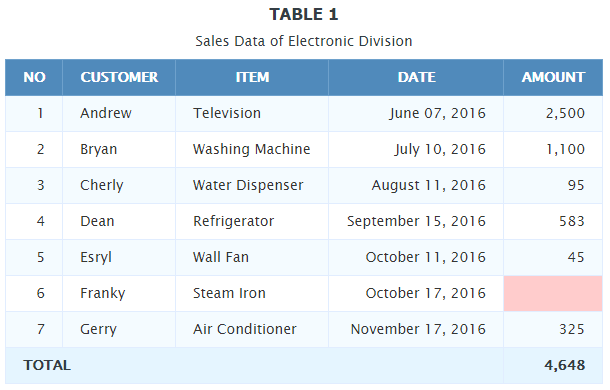 TABLE 1
Sales Data of Electronic Division
NO CUSTOMER ITEM DATE AMOUNT
1 Andrew Television June 07, 2016 2,500
2 Bryan Washing Machine July 10, 2016 1,100
3 Cherly Water Dispenser August 11, 2016 95
4 Dean Refrigerator September 15, 2016 583
5 Esryl Wall Fan October 11, 2016 45
6 Franky Steam Iron October 17, 2016
7 Gerry Air Conditioner November 17, 2016 325
TOTAL 4,648